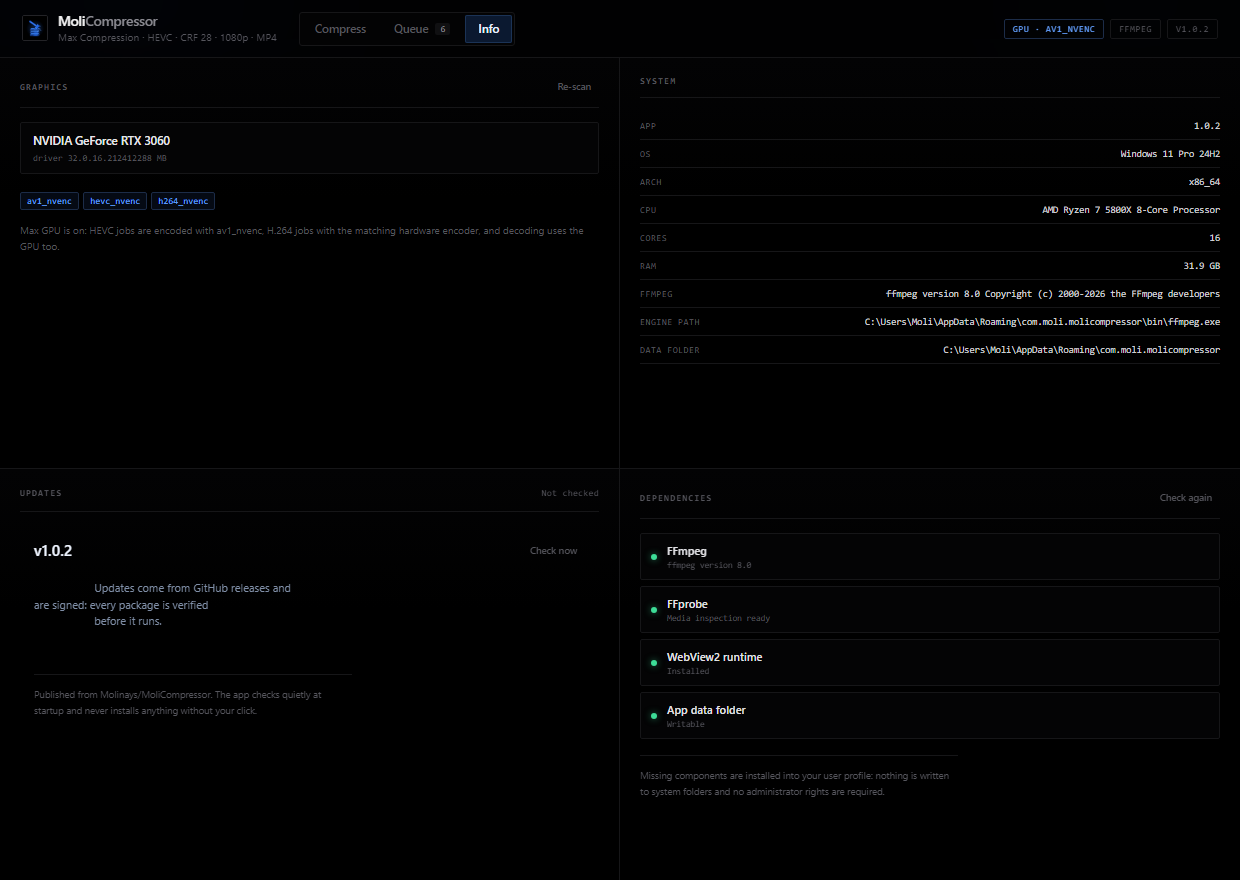 MoliCompressor
Max Compression · HEVC · CRF 28 · 1080p · MP4
Compress
Queue 6
Info
GPU · AV1_NVENC
FFMPEG
V1.0.2
GRAPHICS
Re-scan
NVIDIA GeForce RTX 3060
driver 32.0.16.212412288 MB
av1_nvenc
hevc_nvenc
h264_nvenc
Max GPU is on: HEVC jobs are encoded with av1_nvenc, H.264 jobs with the matching hardware encoder, and decoding uses the
GPU too.
SYSTEM
APP 1.0.2
OS Windows 11 Pro 24H2
ARCH x86_64
CPU AMD Ryzen 7 5800X 8-Core Processor
CORES 16
RAM 31.9 GB
FFMPEG ffmpeg version 8.0 Copyright (c) 2000-2026 the FFmpeg developers
ENGINE PATH C:\Users\Moli\AppData\Roaming\com.moli.molicompressor\bin\ffmpeg.exe
DATA FOLDER C:\Users\Moli\AppData\Roaming\com.moli.molicompressor
UPDATES
Not checked
v1.0.2
Check now
Updates come from GitHub releases and
are signed: every package is verified
before it runs.
Published from Molinays/MoliCompressor. The app checks quietly at
startup and never installs anything without your click.
DEPENDENCIES
Check again
FFmpeg
ffmpeg version 8.0
FFprobe
Media inspection ready
WebView2 runtime
Installed
App data folder
Writable
Missing components are installed into your user profile: nothing is written
to system folders and no administrator rights are required.